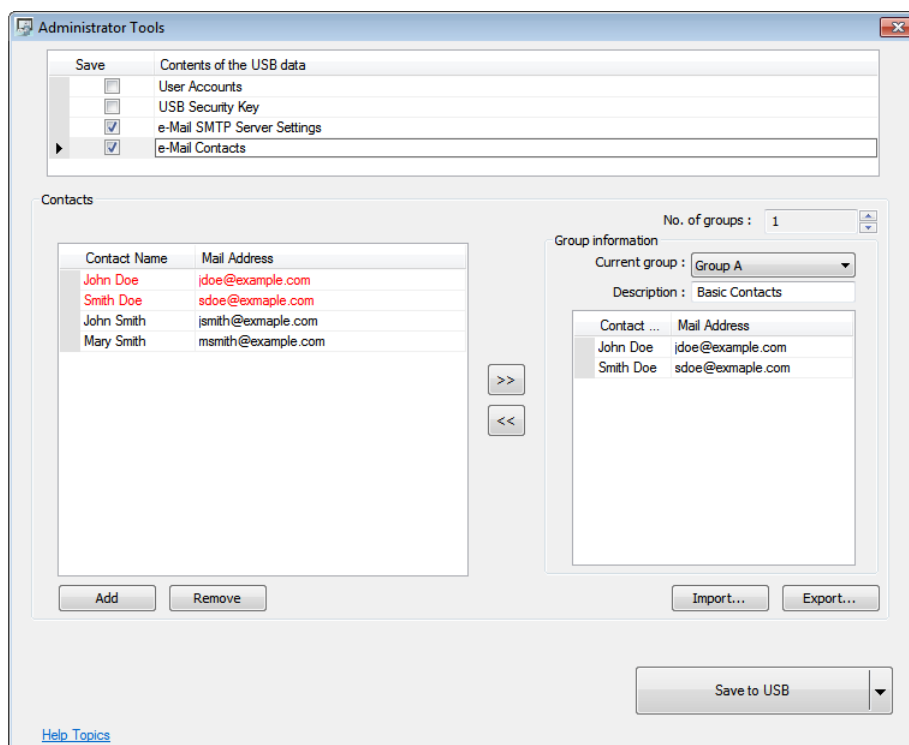 Administrator Tools
Save Contents of the USB data
User Accounts
USB Security Key
e-Mail SMTP Server Settings
e-Mail Contacts
Contacts
No. of groups : 1
Group information
Current group : Group A
Description : Basic Contacts
Contact Name Mail Address
John Doe jdoe@example.com
Smith Doe sdoe@exmaple.com
John Smith jsmith@exmaple.com
Mary Smith msmith@example.com
>>
<<
Contact ... Mail Address
John Doe jdoe@example.com
Smith Doe sdoe@exmaple.com
Add Remove Import... Export...
Save to USB
Help Topics